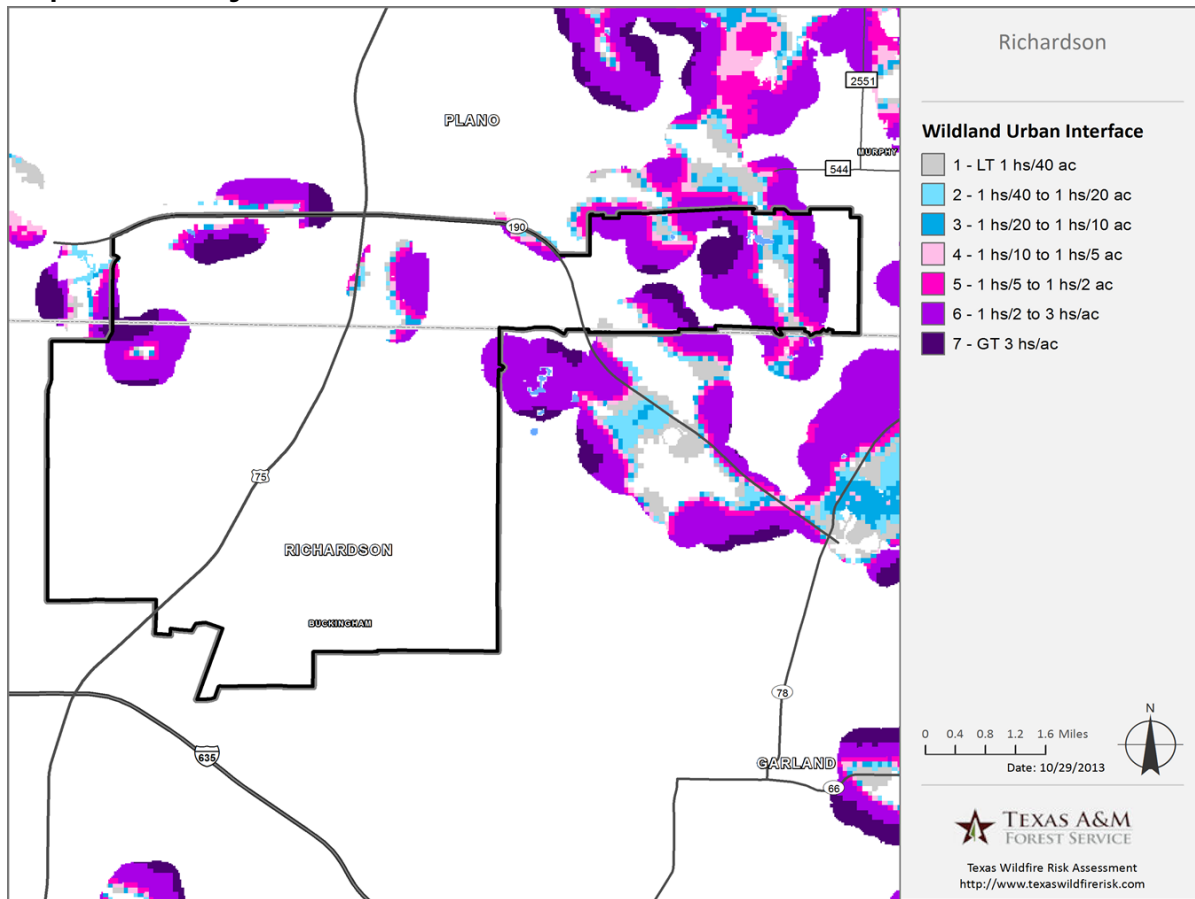 Richardson
Wildland Urban Interface
1 - LT 1 hs/40 ac
2 - 1 hs/40 to 1 hs/20 ac
3 - 1 hs/20 to 1 hs/10 ac
4 - 1 hs/10 to 1 hs/5 ac
5 - 1 hs/5 to 1 hs/2 ac
6 - 1 hs/2 to 3 hs/ac
7 - GT 3 hs/ac
2551
PLANO
MURPHY
544
190
75
RICHARDSON
BUCKINGHAM
78
635
GARLAND
66
N
0 0.4 0.8 1.2 1.6 Miles
Date: 10/29/2013
TEXAS A&M
FOREST SERVICE
Texas Wildfire Risk Assessment
http://www.texaswildfirerisk.com